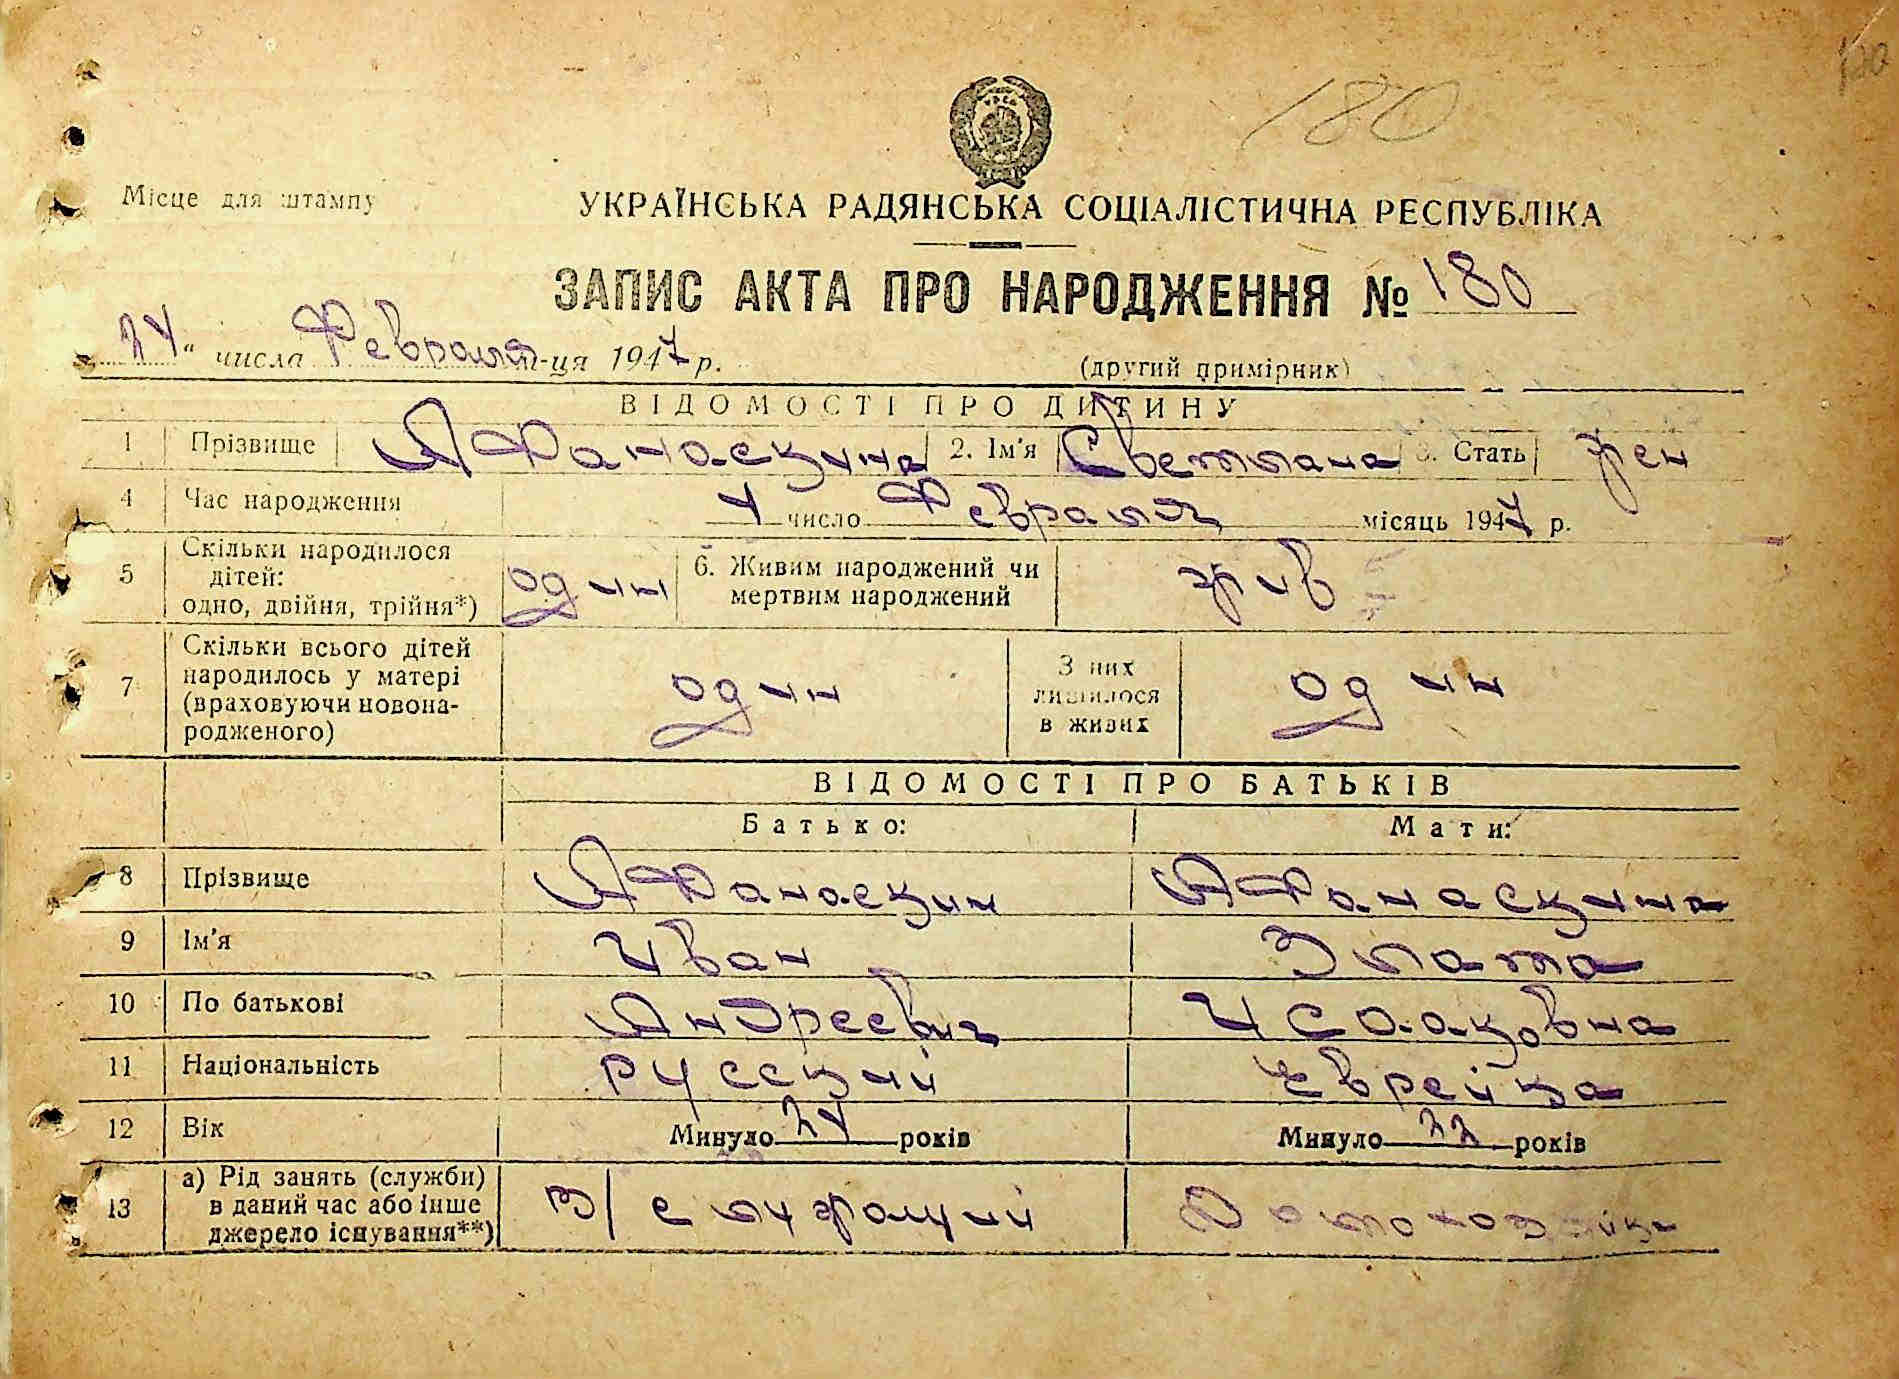 180
Місце для штампу
УКРАЇНСЬКА РАДЯНСЬКА СОЦІАЛІСТИЧНА РЕСПУБЛІКА
ЗАПИС АКТА ПРО НАРОДЖЕННЯ № 180
24 " числа Февраля м-ця 1947 р.
(другий примірник)
ВІДОМОСТІ ПРО ДИТИНУ
1 Прізвище Афанаскина 2. Ім'я Светлана 3. Стать жен
4 Час народження 4 число Февраля місяць 1947 р.
5 Скільки народилося дітей: одно, двійня, трійня*) один 6. Живим народжений чи мертвим народжений жив
7 Скільки всього дітей народилось у матері (враховуючи новонародженого) один З них лишилося в живих один
ВІДОМОСТІ ПРО БАТЬКІВ
Батько: Мати:
8 Прізвище Афанаскин Афанаскина
9 Ім'я Иван Злата
10 По батькові Андреевич Исааковна
11 Національність русский Еврейка
12 Вік Минуло 24 років Минуло 22 років
13 а) Рід занять (служби) в даний час або інше джерело існування**) В/служащий Домохозяйка